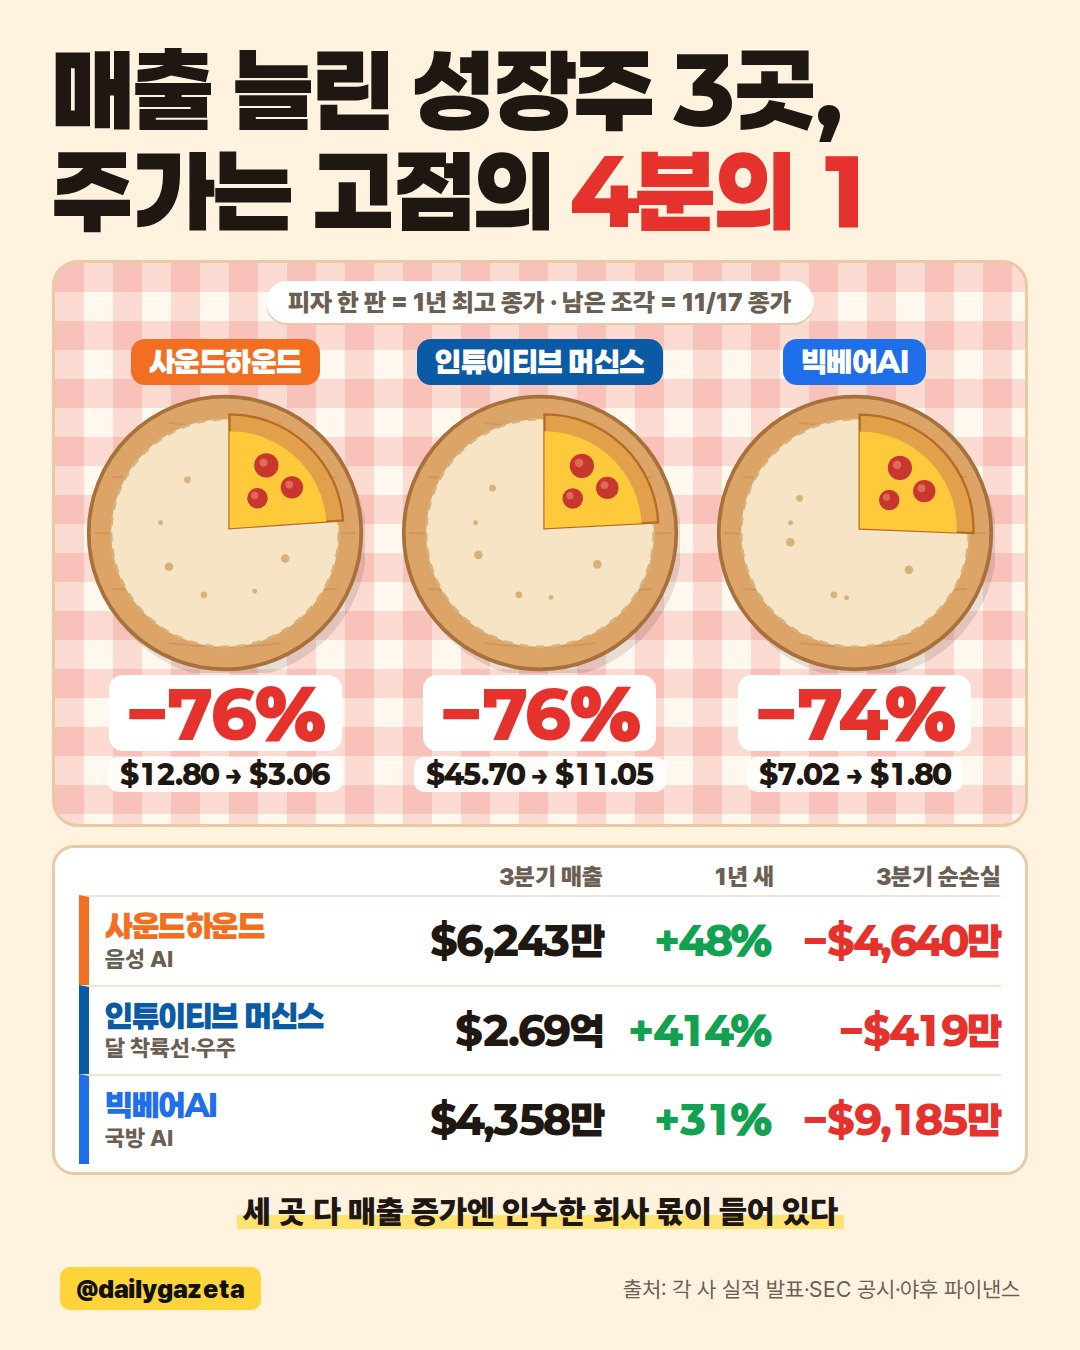 매출 늘린 성장주 3곳,
주가는 고점의 4분의 1
피자 한 판 = 1년 최고 종가 · 남은 조각 = 11/17 종가
사운드하운드
인튜이티브 머신스
빅베어AI
−76%
−76%
−74%
$12.80 → $3.06
$45.70 → $11.05
$7.02 → $1.80
3분기 매출 1년 새 3분기 순손실
사운드하운드
음성 AI
$6,243만 +48% −$4,640만
인튜이티브 머신스
달 착륙선·우주
$2.69억 +414% −$419만
빅베어AI
국방 AI
$4,358만 +31% −$9,185만
세 곳 다 매출 증가엔 인수한 회사 몫이 들어 있다
@dailygazeta
출처: 각 사 실적 발표·SEC 공시·야후 파이낸스